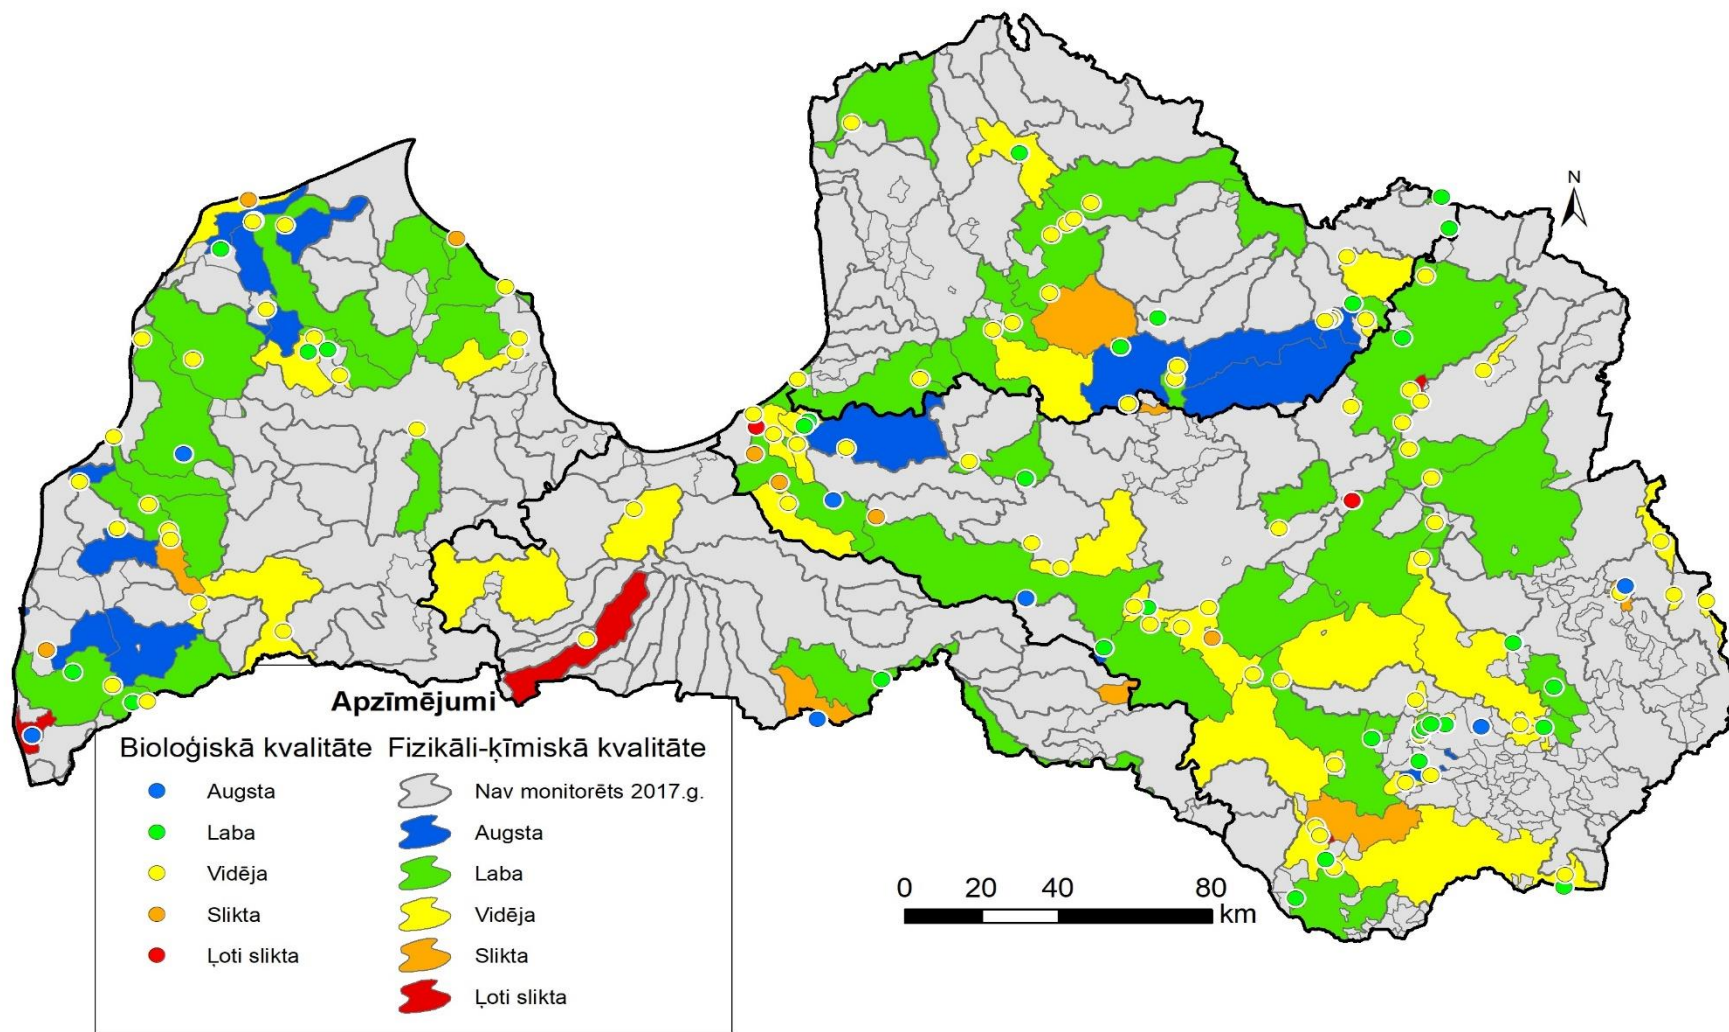 N
Apzīmējumi
Bioloģiskā kvalitāte Fizikāli-ķīmiskā kvalitāte
Augsta
Laba
Vidēja
Slikta
Ļoti slikta
Nav monitorēts 2017.g.
Augsta
Laba
Vidēja
Slikta
Ļoti slikta
0 20 40 80
km